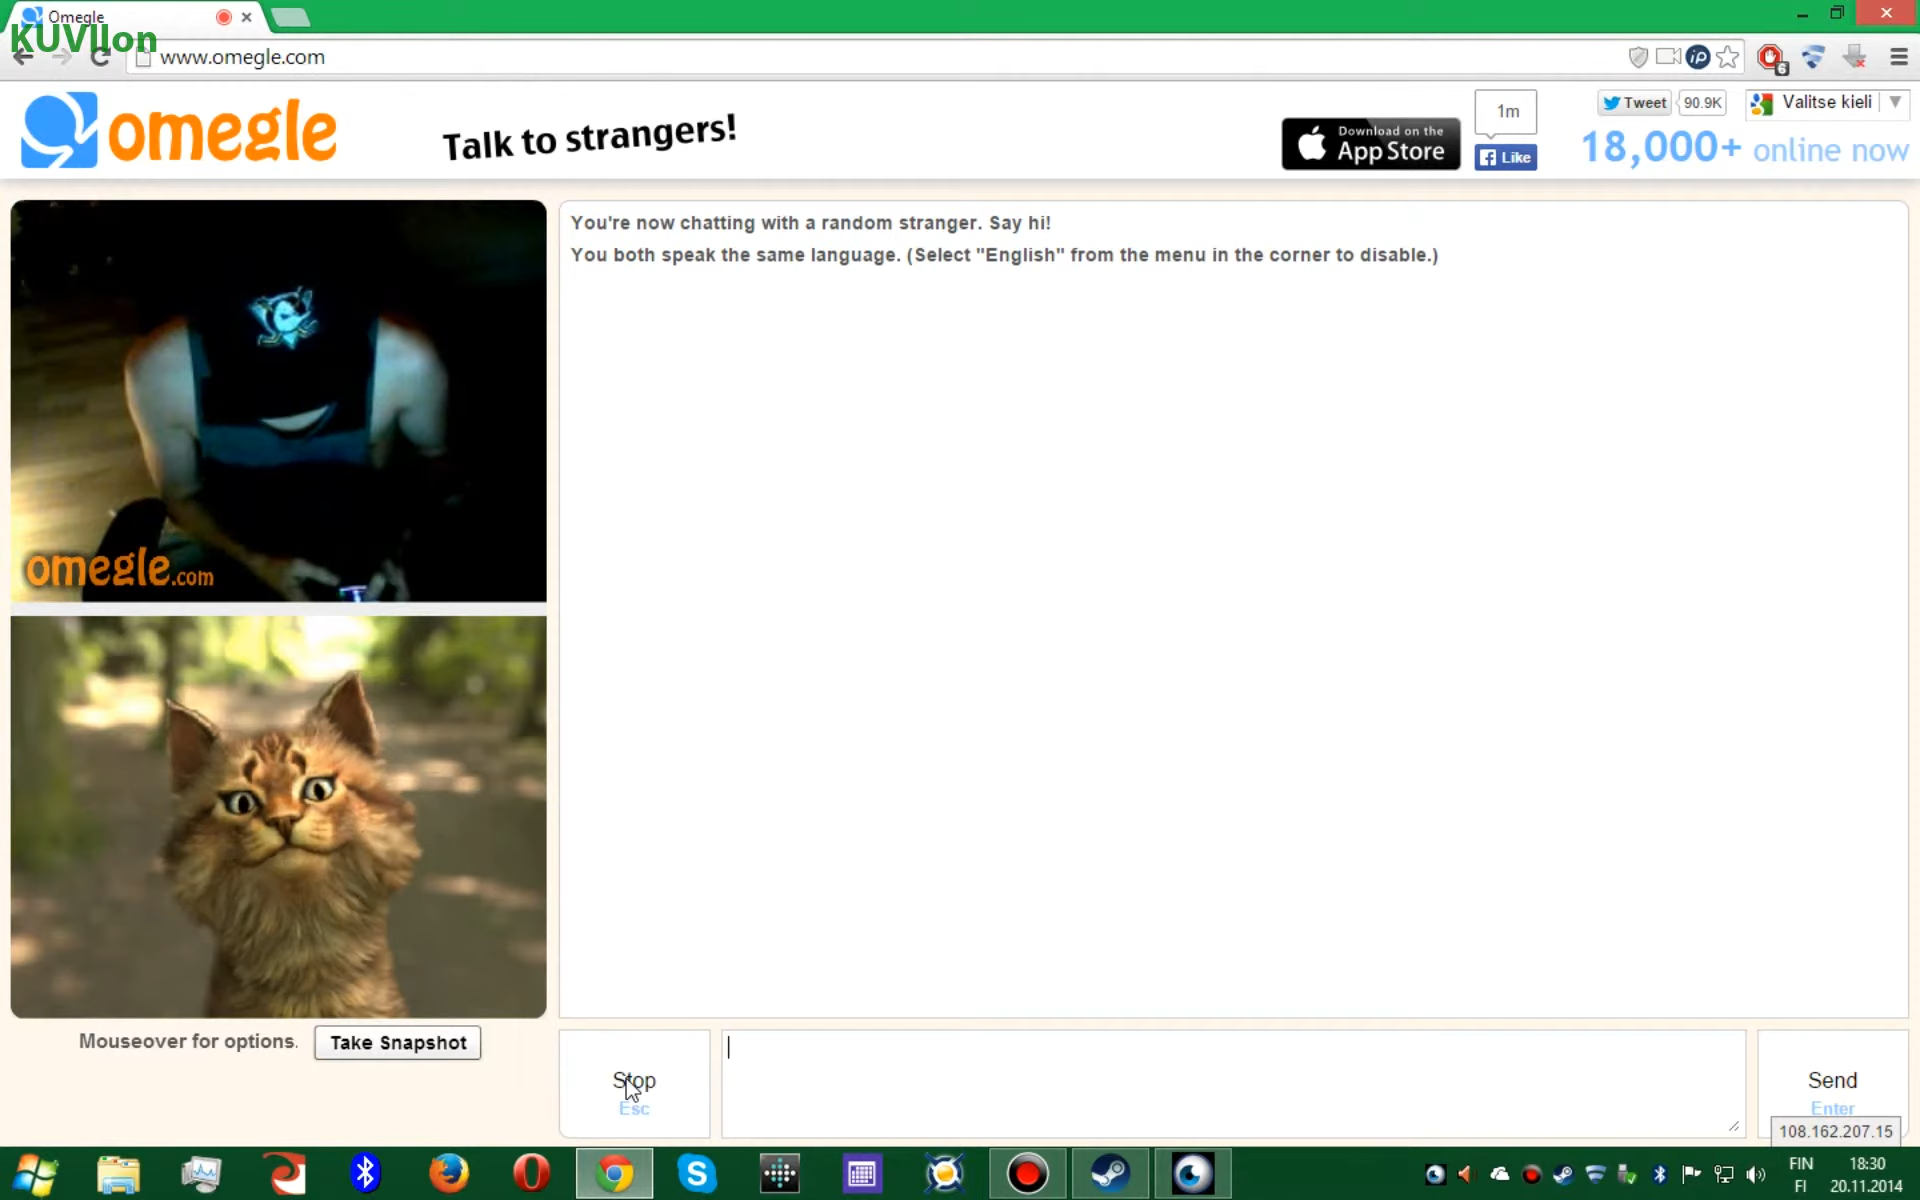 Omegle
KUVIIon
www.omegle.com
6
omegle
Talk to strangers!
Download on the
App Store
1m
Like
Tweet
90.9K
Valitse kieli
18,000+ online now
You're now chatting with a random stranger. Say hi!
You both speak the same language. (Select "English" from the menu in the corner to disable.)
omegle.com
Mouseover for options.
Take Snapshot
Stop
Esc
Send
Enter
108.162.207.15
FIN
FI
18:30
20.11.2014